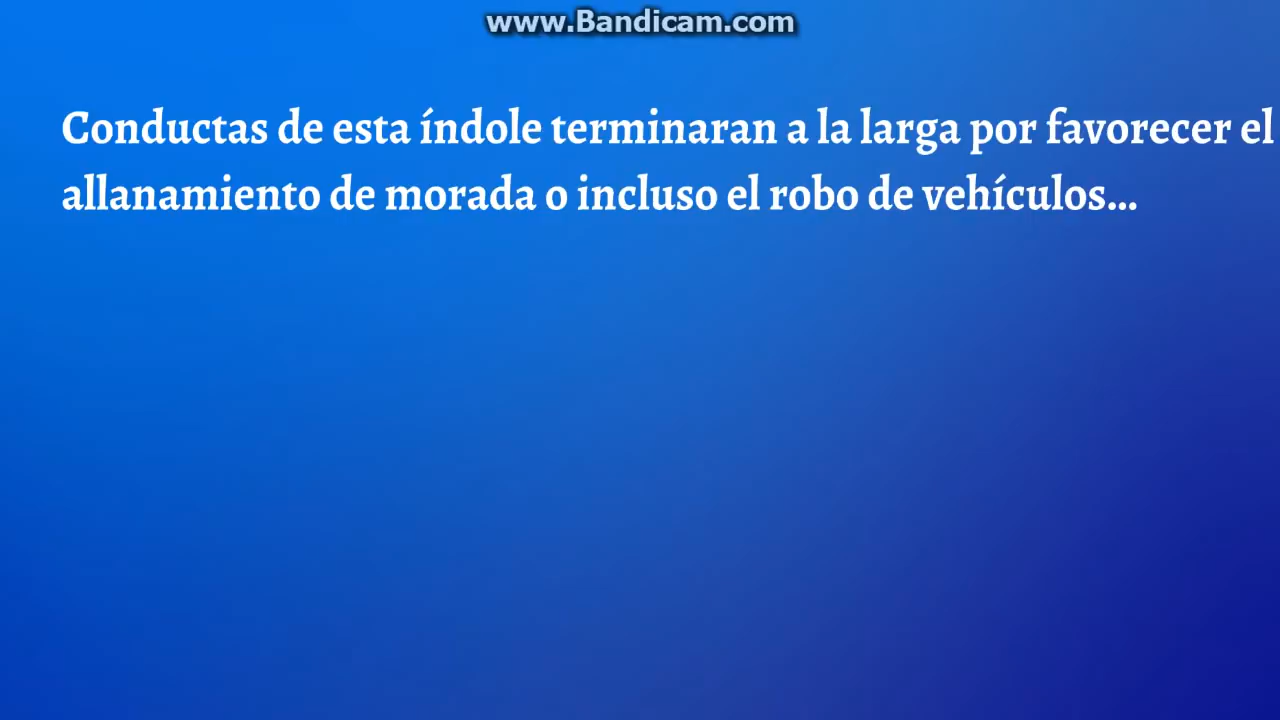 www.Bandicam.com
Conductas de esta índole terminaran a la larga por favorecer el
allanamiento de morada o incluso el robo de vehículos...